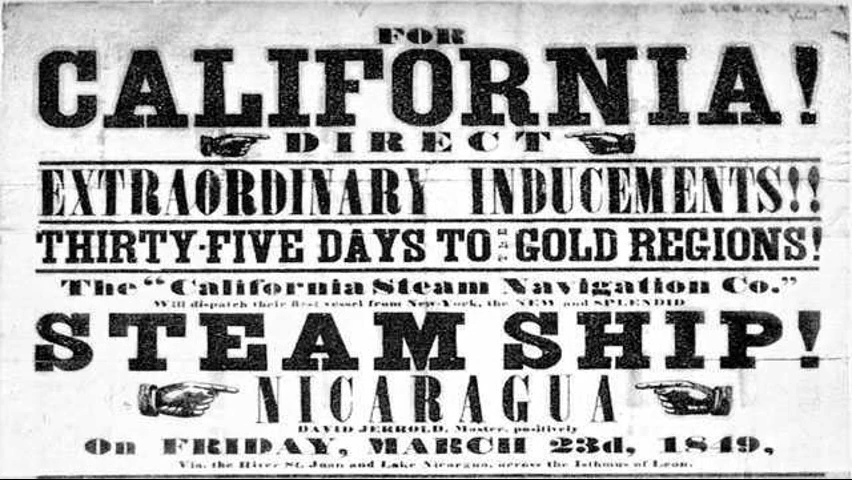 FOR
CALIFORNIA!
DIRECT
EXTRAORDINARY INDUCEMENTS!!
THIRTY-FIVE DAYS TO THE GOLD REGIONS!
The "California Steam Navigation Co."
Will dispatch their first vessel from New-York, the NEW and SPLENDID
STEAM SHIP!
NICARAGUA
DAVID JERROLD, Master, positively
On FRIDAY, MARCH 23d, 1849,
Via. the River St. Juan and Lake Nicaragua, across the Isthmus of Leon.